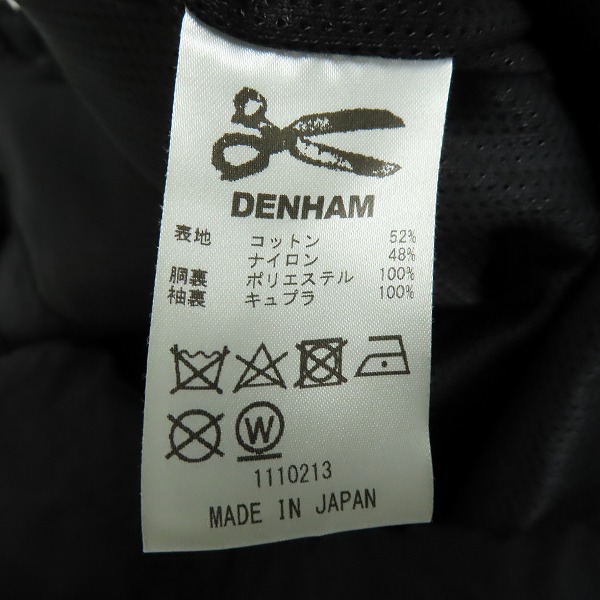 DENHAM
表地 コットン 52%
ナイロン 48%
胴裏 ポリエステル 100%
袖裏 キュプラ 100%
W
1110213
MADE IN JAPAN